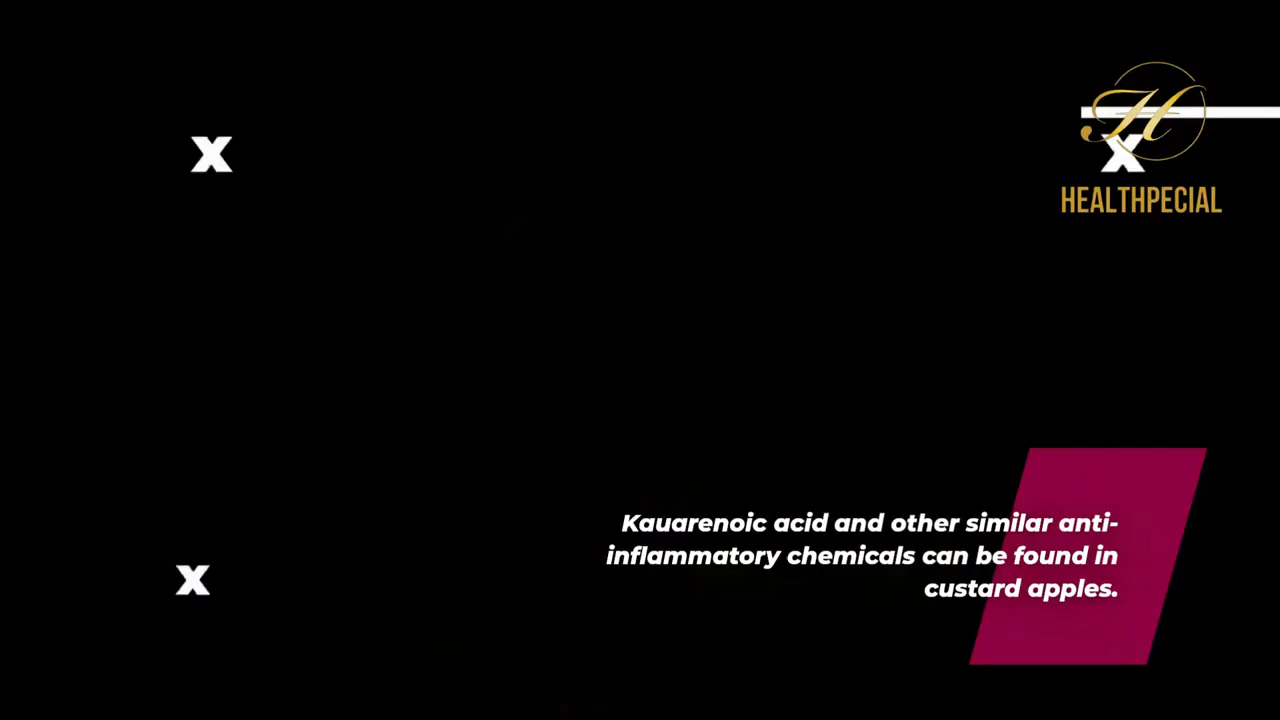 X
X
HEALTHPECIAL
Kauarenoic acid and other similar anti-
inflammatory chemicals can be found in
custard apples.
X